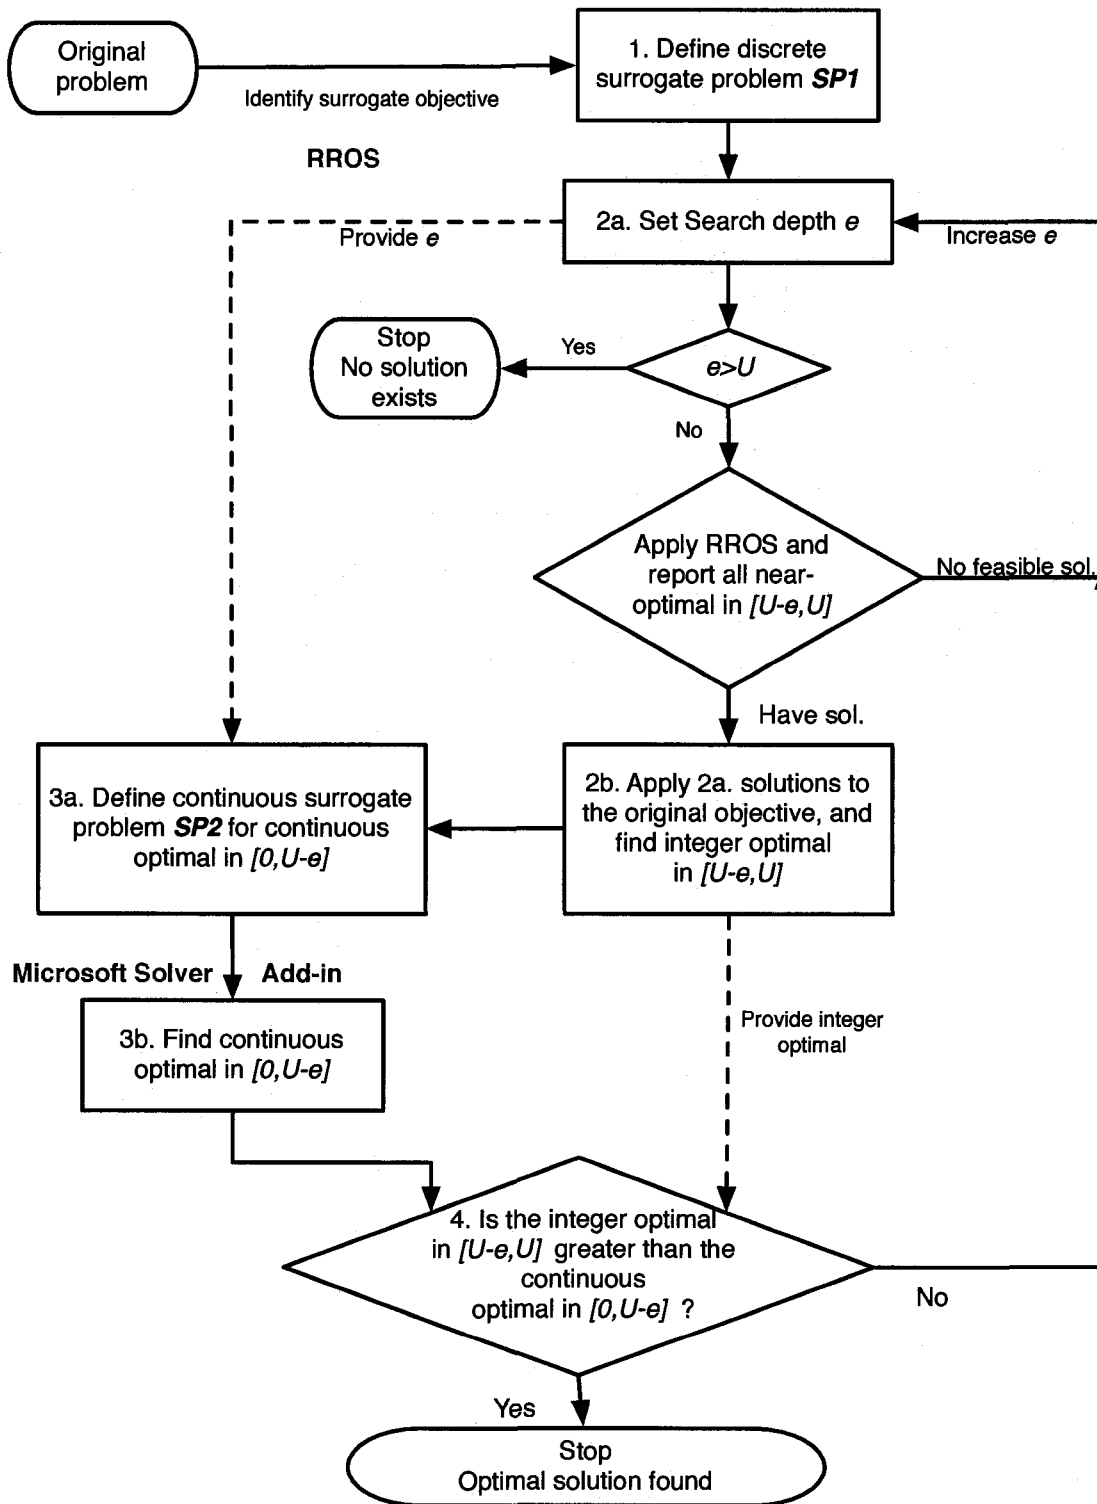 Original
problem
Identify surrogate objective
1. Define discrete
surrogate problem SP1
RROS
2a. Set Search depth e
Provide e
Increase e
Stop
No solution
exists
Yes
e>U
No
Apply RROS and
report all near-
optimal in [U-e,U]
No feasible sol.
Have sol.
3a. Define continuous surrogate
problem SP2 for continuous
optimal in [0,U-e]
2b. Apply 2a. solutions to
the original objective, and
find integer optimal
in [U-e,U]
Microsoft Solver Add-in
3b. Find continuous
optimal in [0,U-e]
Provide integer
optimal
4. Is the integer optimal
in [U-e,U] greater than the
continuous
optimal in [0,U-e] ?
No
Yes
Stop
Optimal solution found